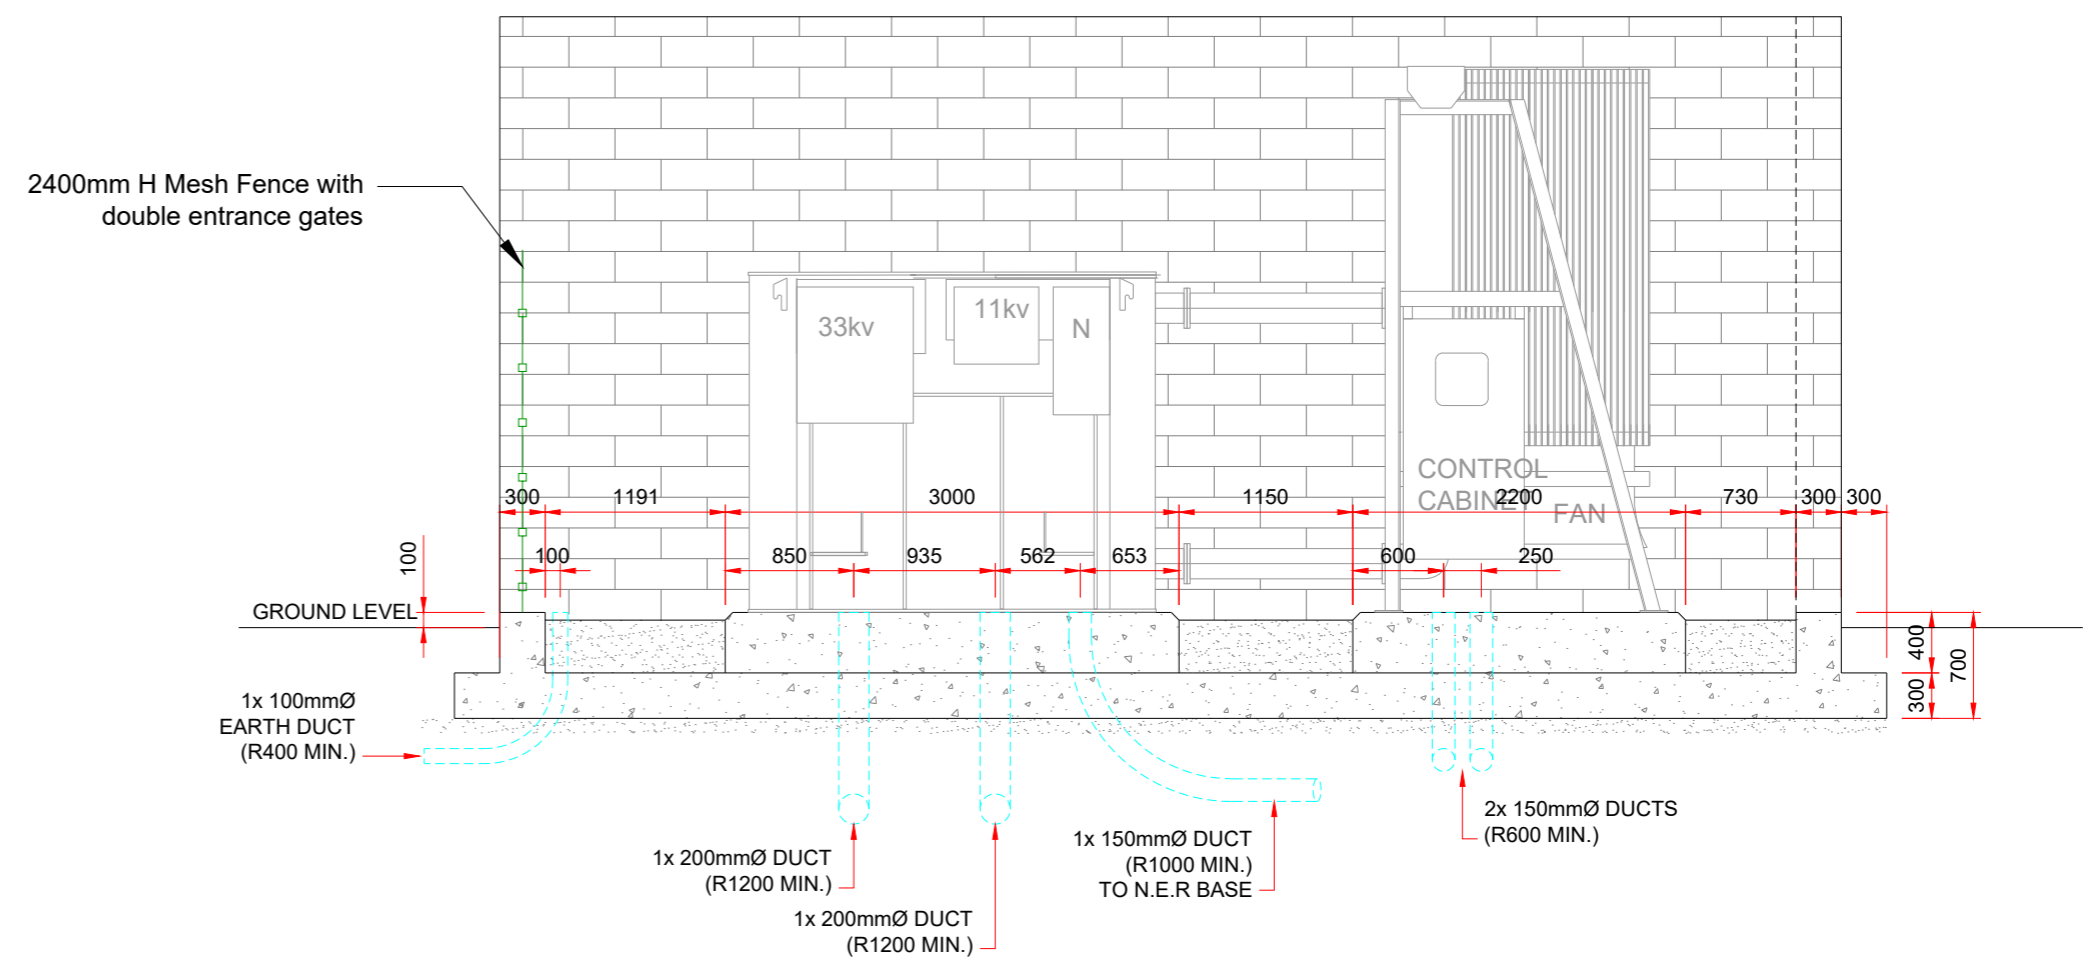 2400mm H Mesh Fence with
double entrance gates
33kv
11kv
N
CONTROL
CABINET
FAN
300
1191
3000
1150
2200
730
300
300
100
100
850
935
562
653
600
250
GROUND LEVEL
400
700
300
1x 100mmØ
EARTH DUCT
(R400 MIN.)
1x 200mmØ DUCT
(R1200 MIN.)
1x 200mmØ DUCT
(R1200 MIN.)
1x 150mmØ DUCT
(R1000 MIN.)
TO N.E.R BASE
2x 150mmØ DUCTS
(R600 MIN.)